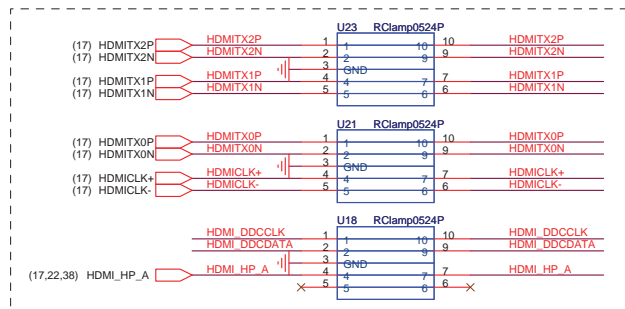 U23 RClamp0524P
(17) HDMITX2P HDMITX2P 1 1 10 10 HDMITX2P
(17) HDMITX2N HDMITX2N 2 2 9 9 HDMITX2N
3 GND
(17) HDMITX1P HDMITX1P 4 4 7 7 HDMITX1P
(17) HDMITX1N HDMITX1N 5 5 6 6 HDMITX1N
U21 RClamp0524P
(17) HDMITX0P HDMITX0P 1 1 10 10 HDMITX0P
(17) HDMITX0N HDMITX0N 2 2 9 9 HDMITX0N
3 GND
(17) HDMICLK+ HDMICLK+ 4 4 7 7 HDMICLK+
(17) HDMICLK- HDMICLK- 5 5 6 6 HDMICLK-
U18 RClamp0524P
HDMI_DDCCLK 1 1 10 10 HDMI_DDCCLK
HDMI_DDCDATA 2 2 9 9 HDMI_DDCDATA
3 GND
(17,22,38) HDMI_HP_A HDMI_HP_A 4 4 7 7 HDMI_HP_A
5 5 6 6